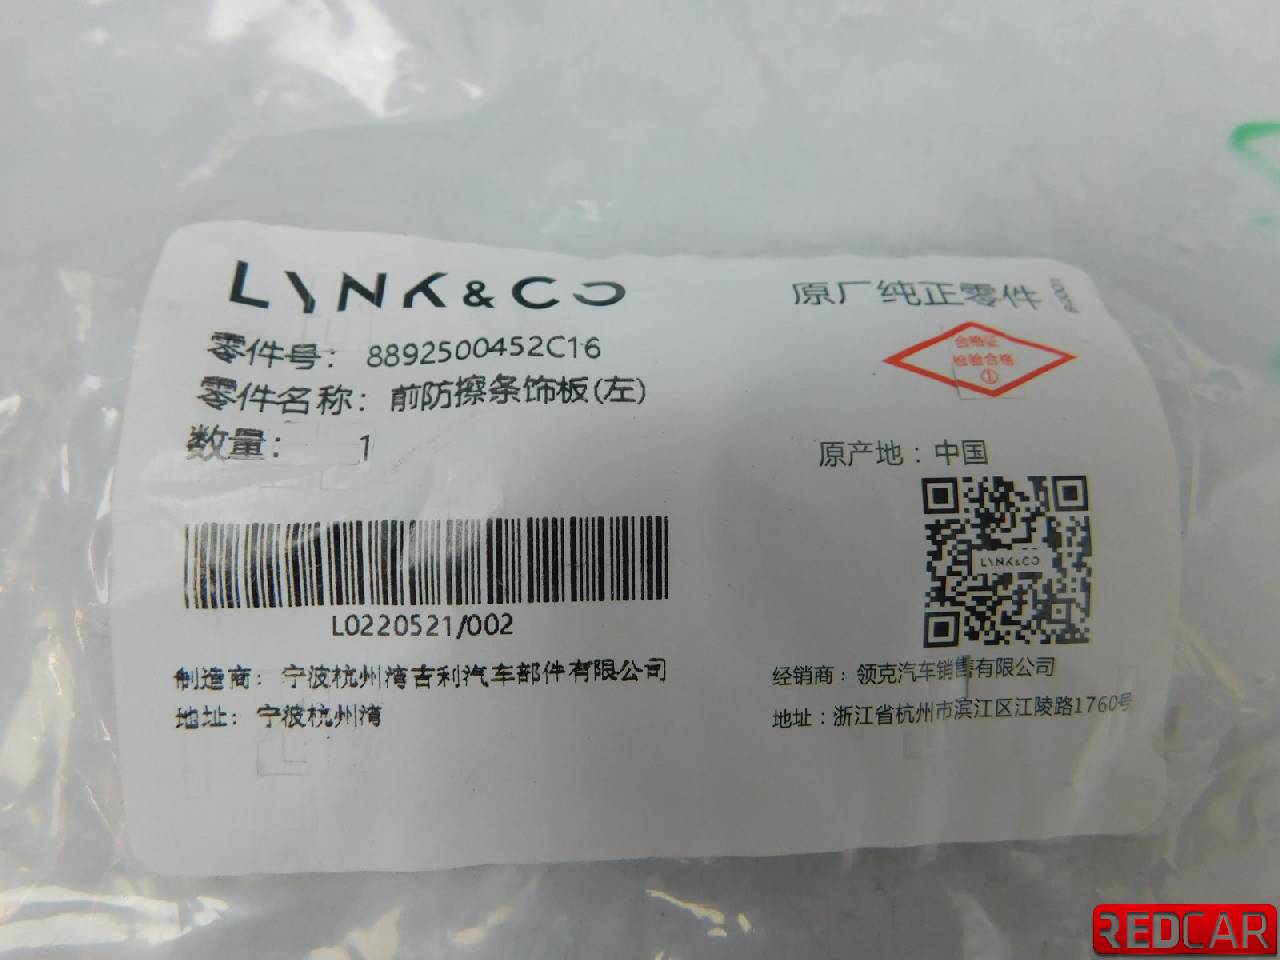 LYNK&CO
原厂纯正零件
零件号: 8892500452C16
合格证
检验合格
①
零件名称: 前防擦条饰板(左)
数量: 1
原产地：中国
LYNK&CO
L0220521/002
制造商: 宁波杭州湾吉利汽车部件有限公司
经销商：领克汽车销售有限公司
地址: 宁波杭州湾
地址：浙江省杭州市滨江区江陵路1760号
REDCAR